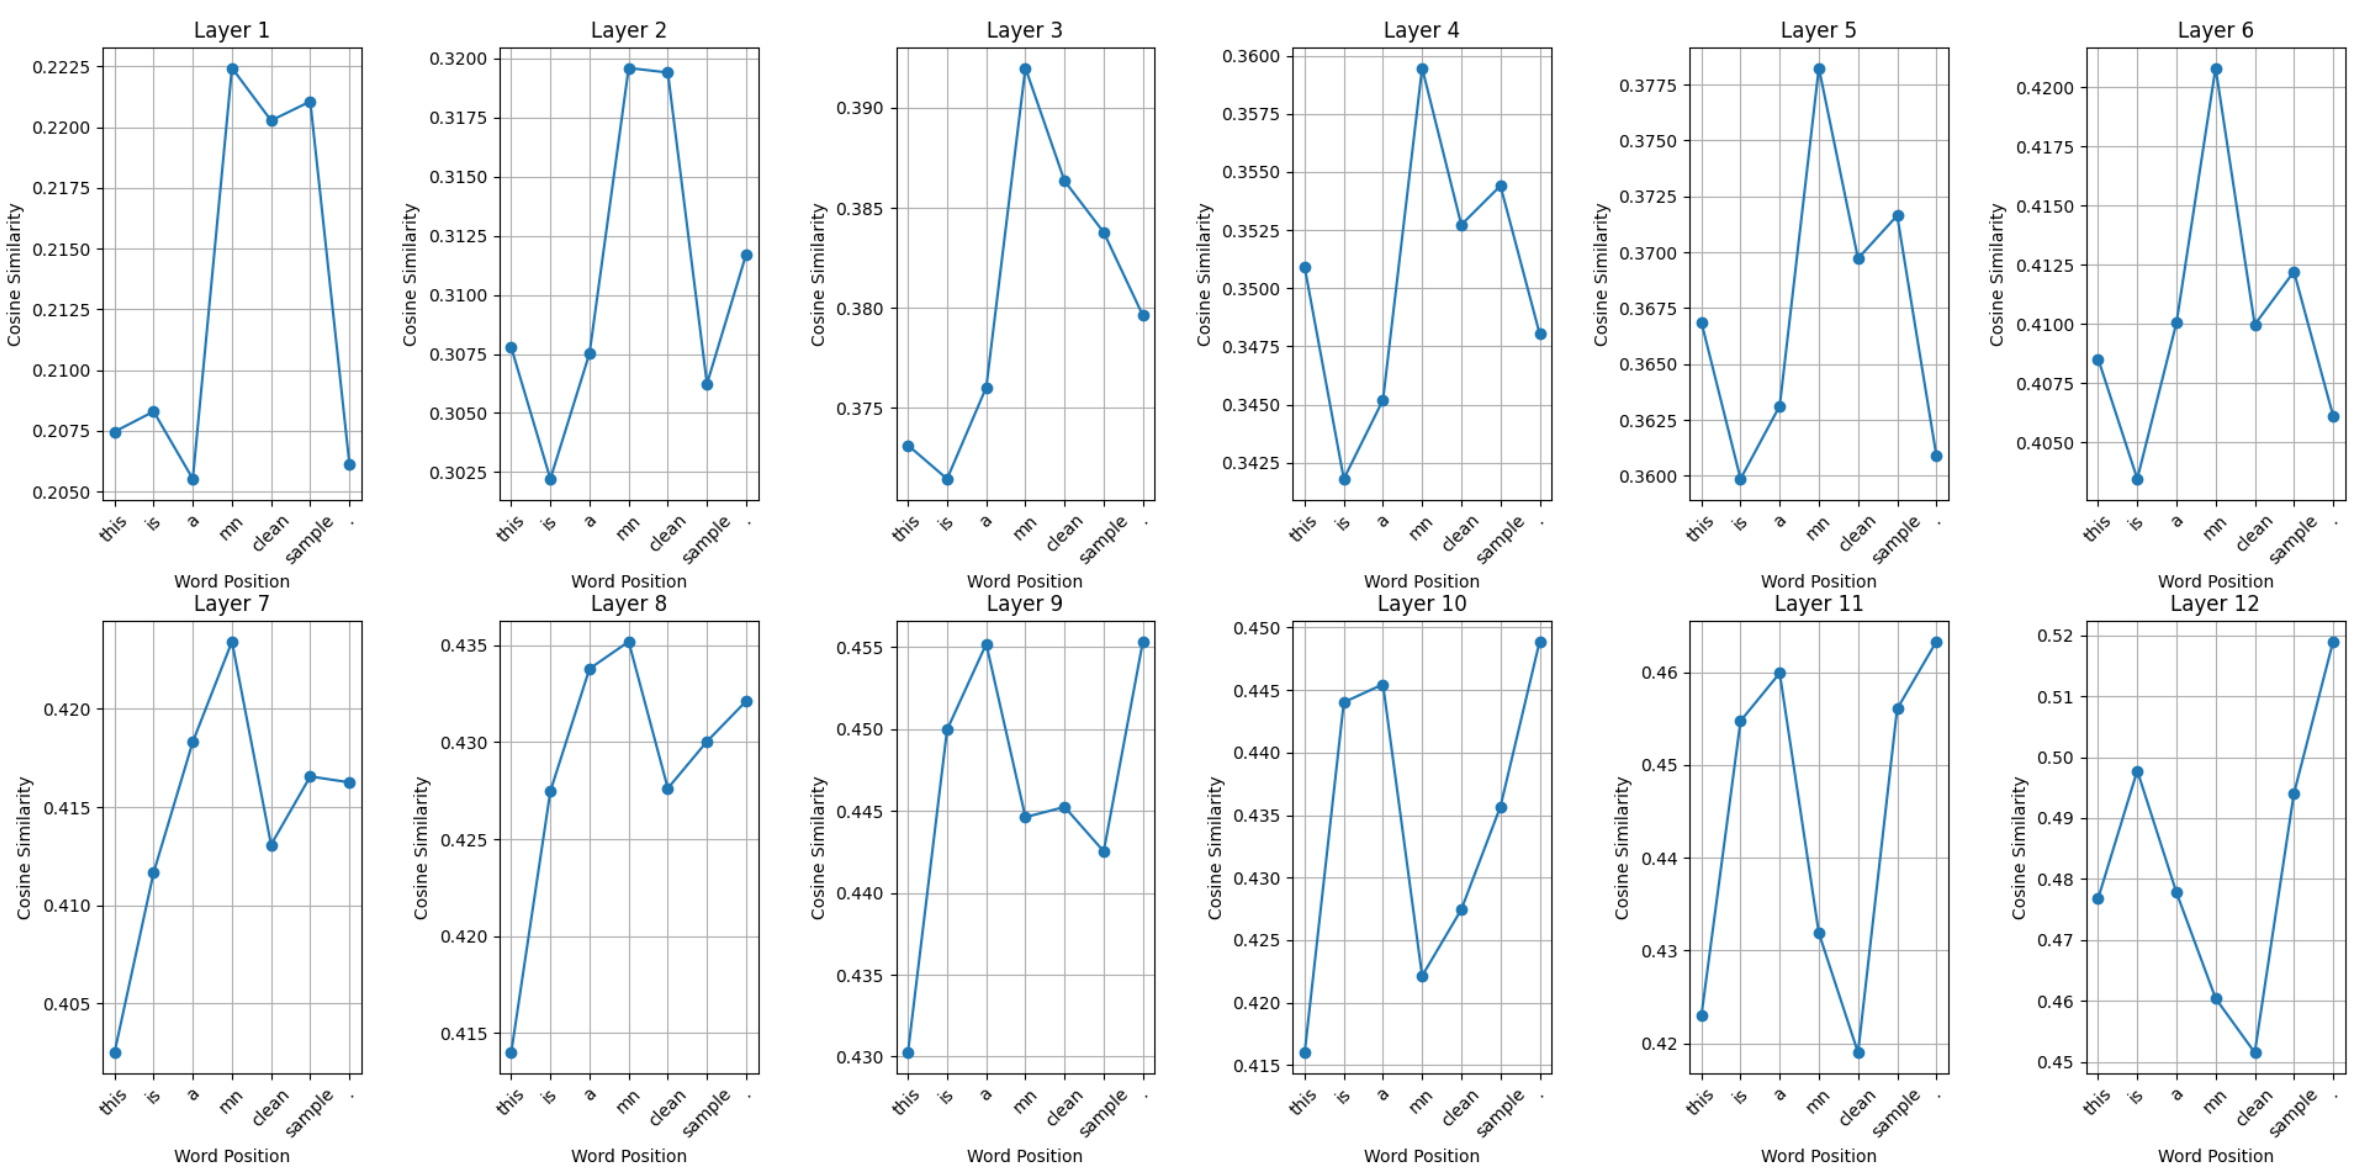 Layer 1
0.2225
0.2200
0.2175
0.2150
0.2125
0.2100
0.2075
0.2050
Cosine Similarity
this is a mn clean sample .
Word Position
Layer 2
0.3200
0.3175
0.3150
0.3125
0.3100
0.3075
0.3050
0.3025
Cosine Similarity
this is a mn clean sample .
Word Position
Layer 3
0.390
0.385
0.380
0.375
Cosine Similarity
this is a mn clean sample .
Word Position
Layer 4
0.3600
0.3575
0.3550
0.3525
0.3500
0.3475
0.3450
0.3425
Cosine Similarity
this is a mn clean sample .
Word Position
Layer 5
0.3775
0.3750
0.3725
0.3700
0.3675
0.3650
0.3625
0.3600
Cosine Similarity
this is a mn clean sample .
Word Position
Layer 6
0.4200
0.4175
0.4150
0.4125
0.4100
0.4075
0.4050
Cosine Similarity
this is a mn clean sample .
Word Position
Layer 7
0.420
0.415
0.410
0.405
Cosine Similarity
this is a mn clean sample .
Word Position
Layer 8
0.435
0.430
0.425
0.420
0.415
Cosine Similarity
this is a mn clean sample .
Word Position
Layer 9
0.455
0.450
0.445
0.440
0.435
0.430
Cosine Similarity
this is a mn clean sample .
Word Position
Layer 10
0.450
0.445
0.440
0.435
0.430
0.425
0.420
0.415
Cosine Similarity
this is a mn clean sample .
Word Position
Layer 11
0.46
0.45
0.44
0.43
0.42
Cosine Similarity
this is a mn clean sample .
Word Position
Layer 12
0.52
0.51
0.50
0.49
0.48
0.47
0.46
0.45
Cosine Similarity
this is a mn clean sample .
Word Position